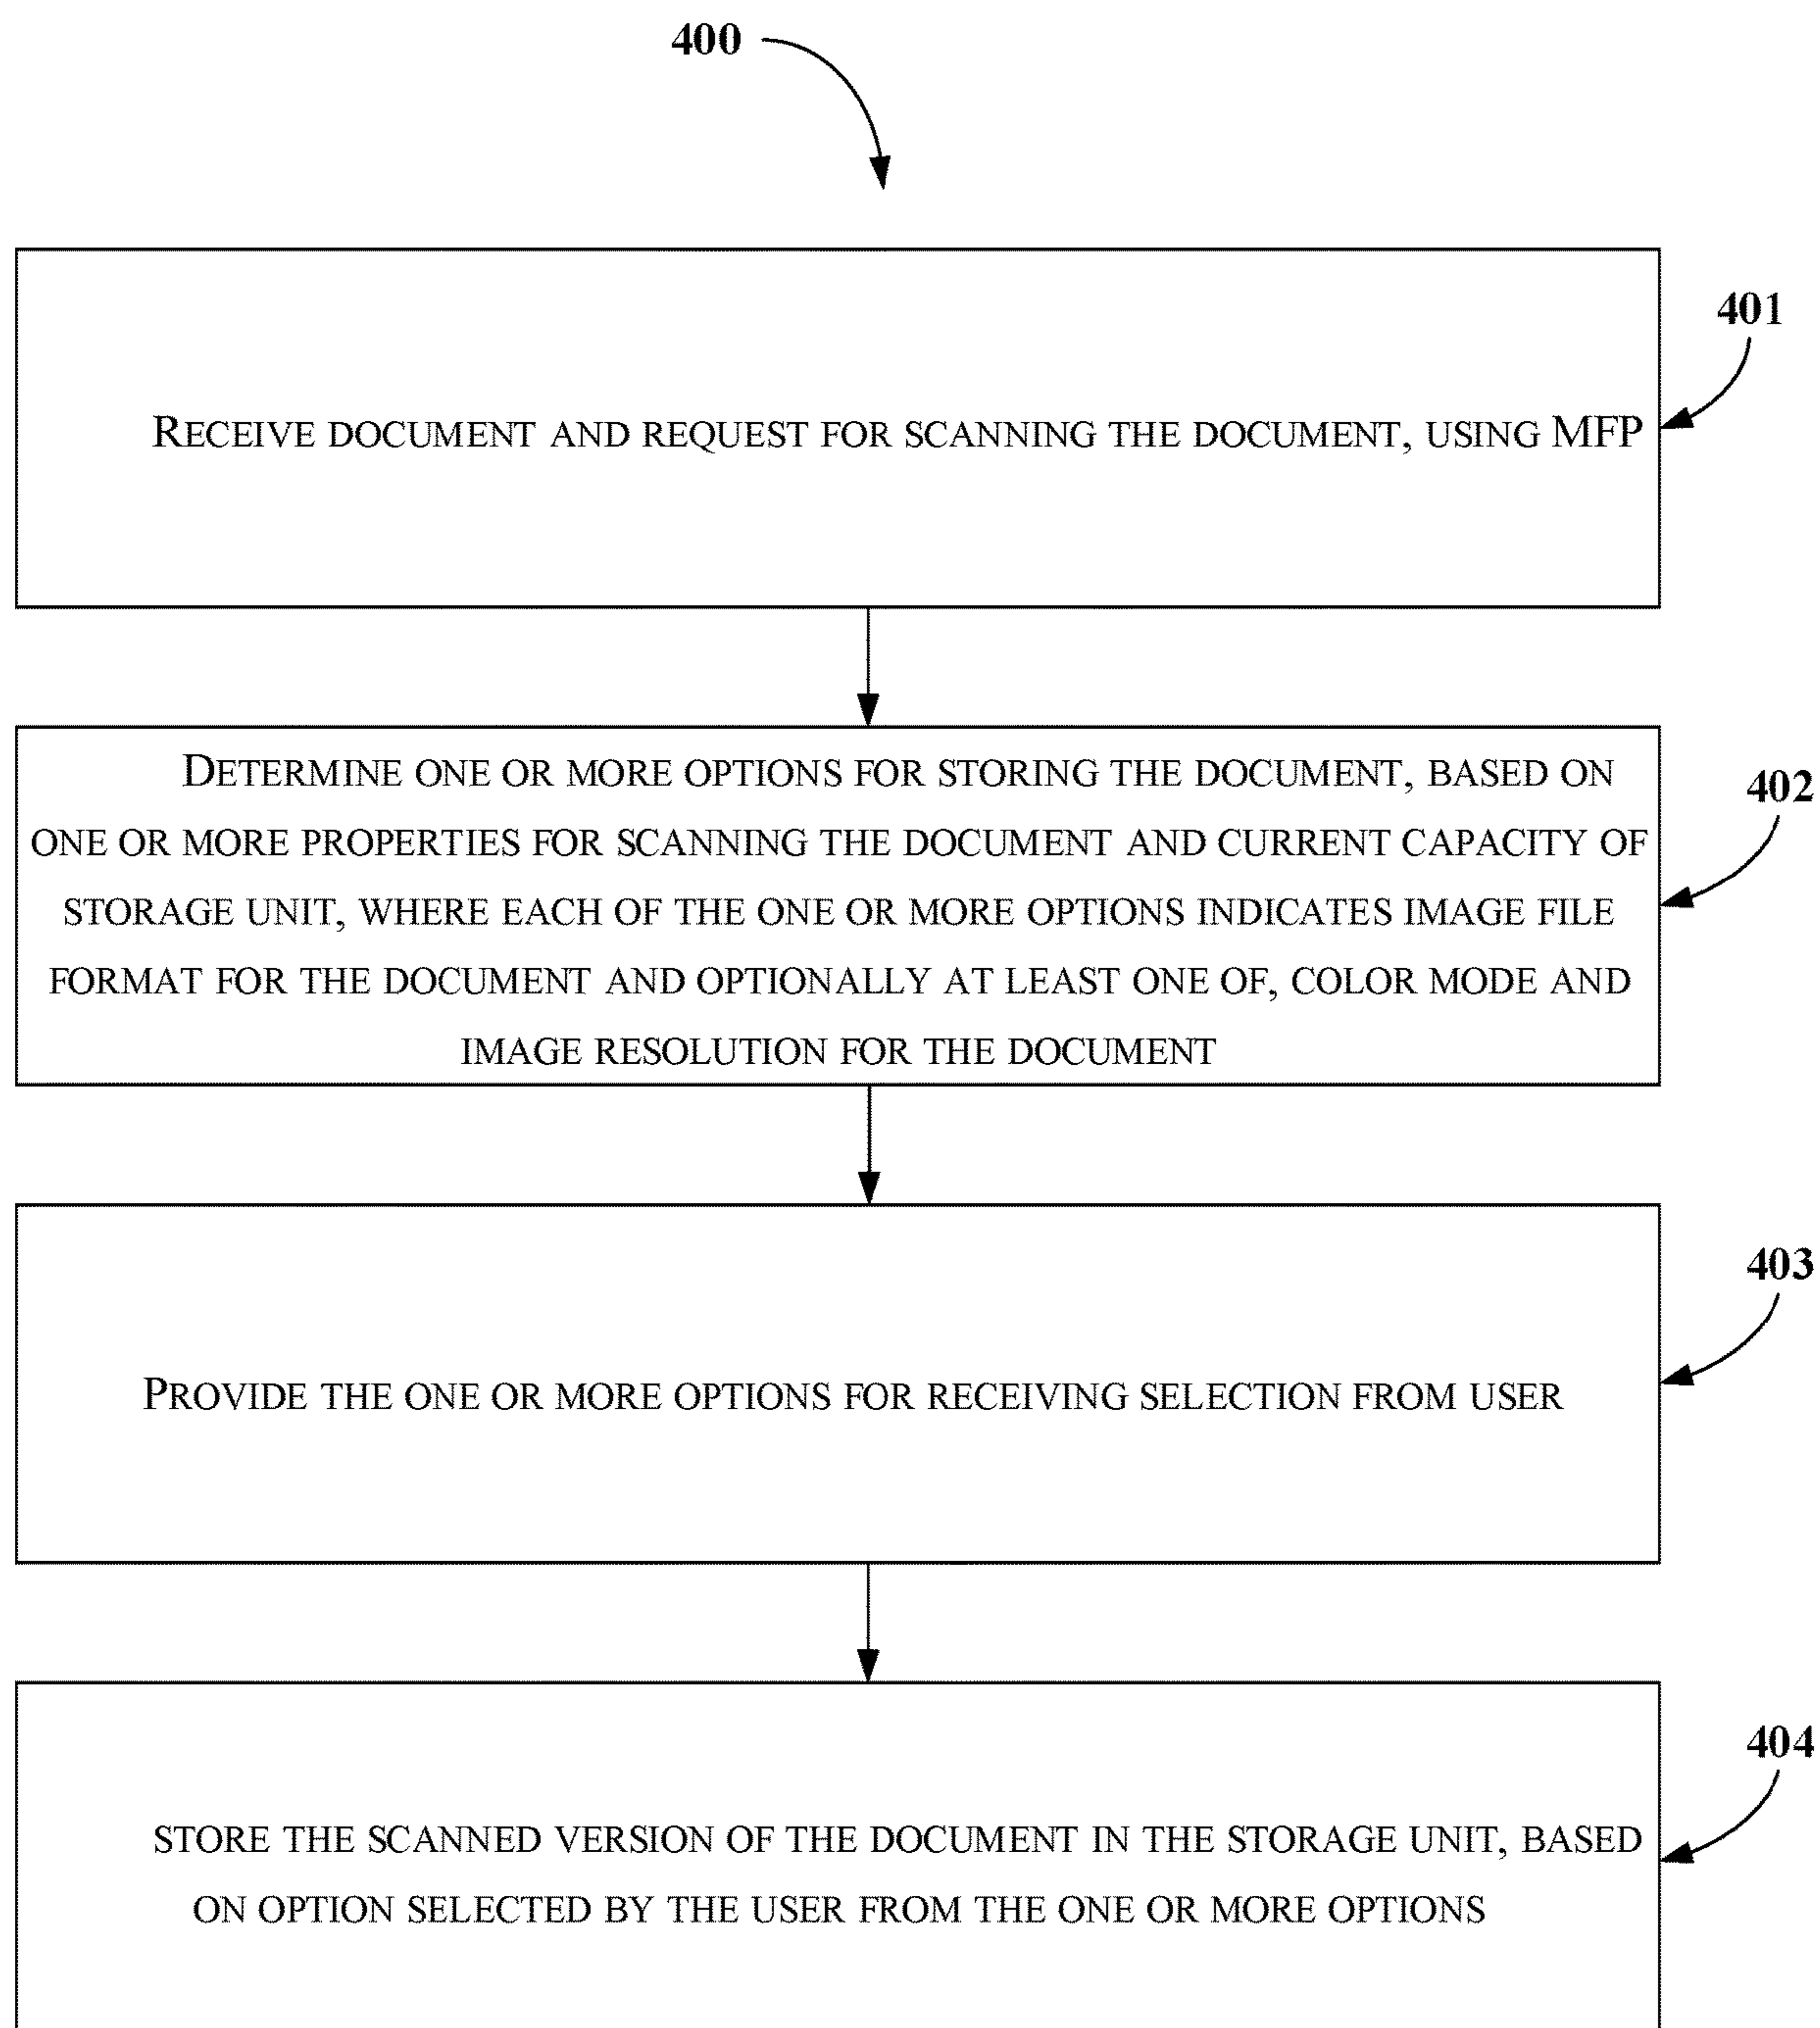 400
401
RECEIVE DOCUMENT AND REQUEST FOR SCANNING THE DOCUMENT, USING MFP
402
DETERMINE ONE OR MORE OPTIONS FOR STORING THE DOCUMENT, BASED ON
ONE OR MORE PROPERTIES FOR SCANNING THE DOCUMENT AND CURRENT CAPACITY OF
STORAGE UNIT, WHERE EACH OF THE ONE OR MORE OPTIONS INDICATES IMAGE FILE
FORMAT FOR THE DOCUMENT AND OPTIONALLY AT LEAST ONE OF, COLOR MODE AND
IMAGE RESOLUTION FOR THE DOCUMENT
403
PROVIDE THE ONE OR MORE OPTIONS FOR RECEIVING SELECTION FROM USER
404
STORE THE SCANNED VERSION OF THE DOCUMENT IN THE STORAGE UNIT, BASED
ON OPTION SELECTED BY THE USER FROM THE ONE OR MORE OPTIONS